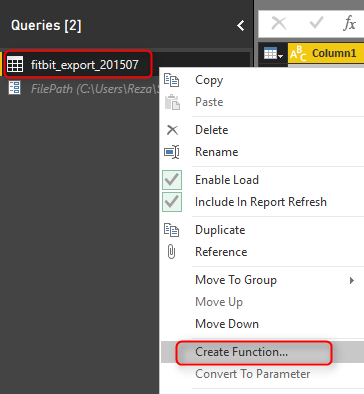 Queries [2]
fitbit_export_201507
FilePath (C:\Users\Reza\
Copy
Paste
Delete
Rename
Enable Load
Include In Report Refresh
Duplicate
Reference
Move To Group
Move Up
Move Down
Create Function...
Convert To Parameter
fx
ABC Column1